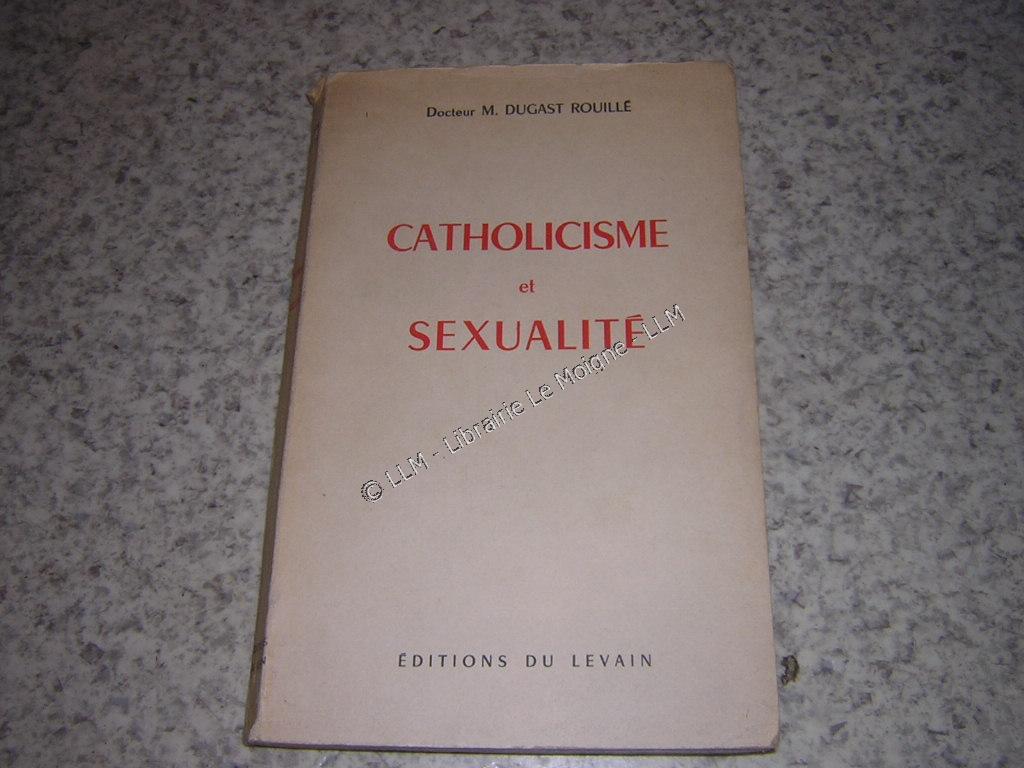 Docteur M. DUGAST ROUILLÉ
CATHOLICISME
et
SEXUALITÉ
© LLM - Librairie Le Moigne - LLM
ÉDITIONS DU LEVAIN